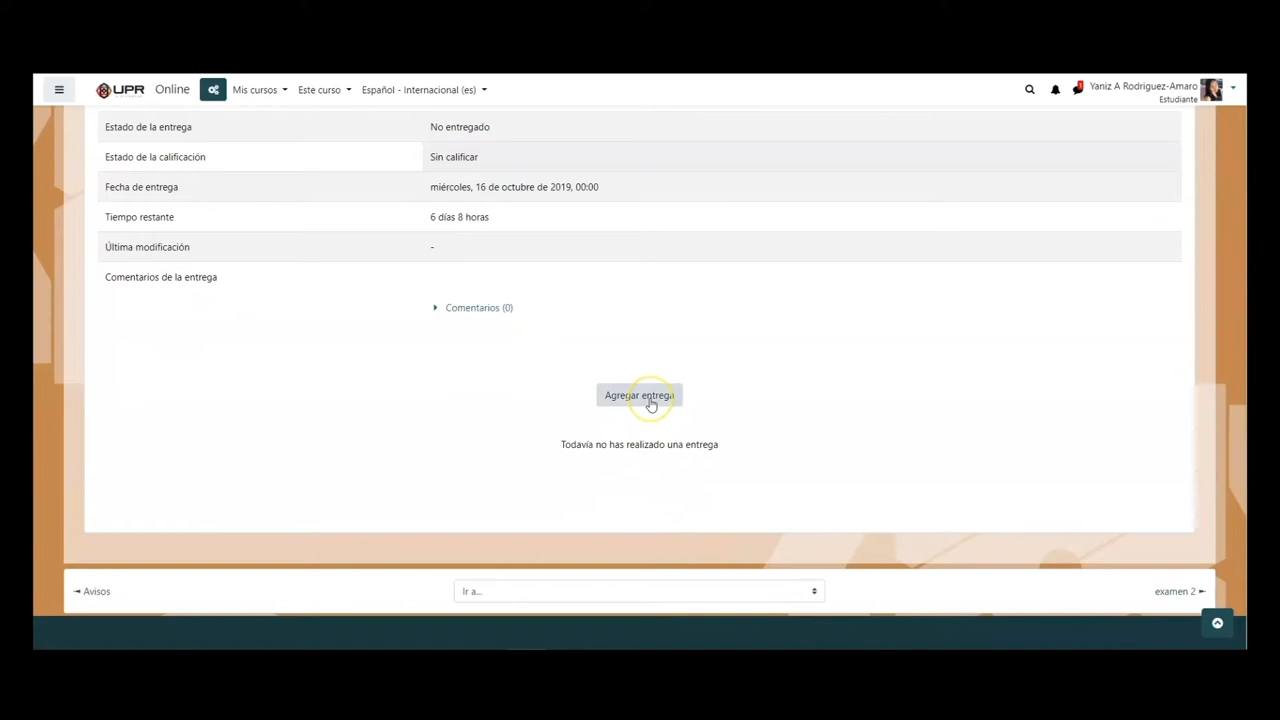 UPR Online Mis cursos Este curso Español - Internacional (es) Yaniz A Rodriguez-Amaro
Estudiante
Estado de la entrega No entregado
Estado de la calificación Sin calificar
Fecha de entrega miércoles, 16 de octubre de 2019, 00:00
Tiempo restante 6 días 8 horas
Última modificación -
Comentarios de la entrega
Comentarios (0)
Agregar entrega
Todavía no has realizado una entrega
◄ Avisos Ir a... examen 2 ►